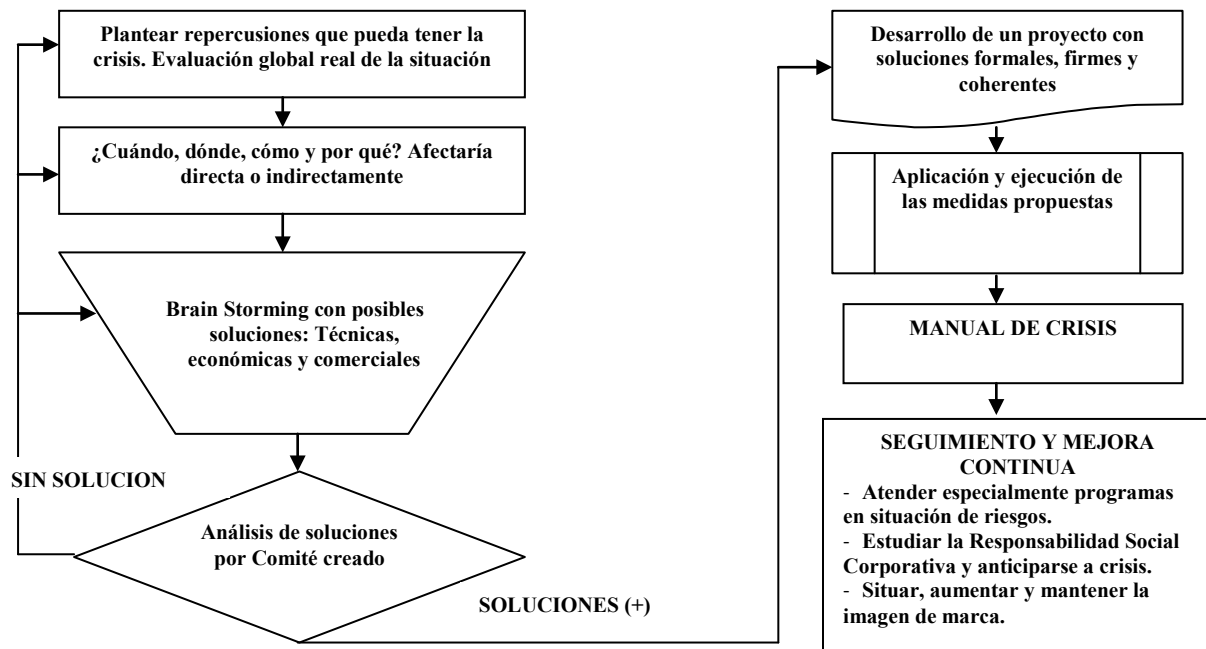 Plantear repercusiones que pueda tener la
crisis. Evaluación global real de la situación
¿Cuándo, dónde, cómo y por qué? Afectaría
directa o indirectamente
Brain Storming con posibles
soluciones: Técnicas,
económicas y comerciales
SIN SOLUCION
Análisis de soluciones
por Comité creado
SOLUCIONES (+)
Desarrollo de un proyecto con
soluciones formales, firmes y
coherentes
Aplicación y ejecución de
las medidas propuestas
MANUAL DE CRISIS
SEGUIMIENTO Y MEJORA
CONTINUA
- Atender especialmente programas
en situación de riesgos.
- Estudiar la Responsabilidad Social
Corporativa y anticiparse a crisis.
- Situar, aumentar y mantener la
imagen de marca.